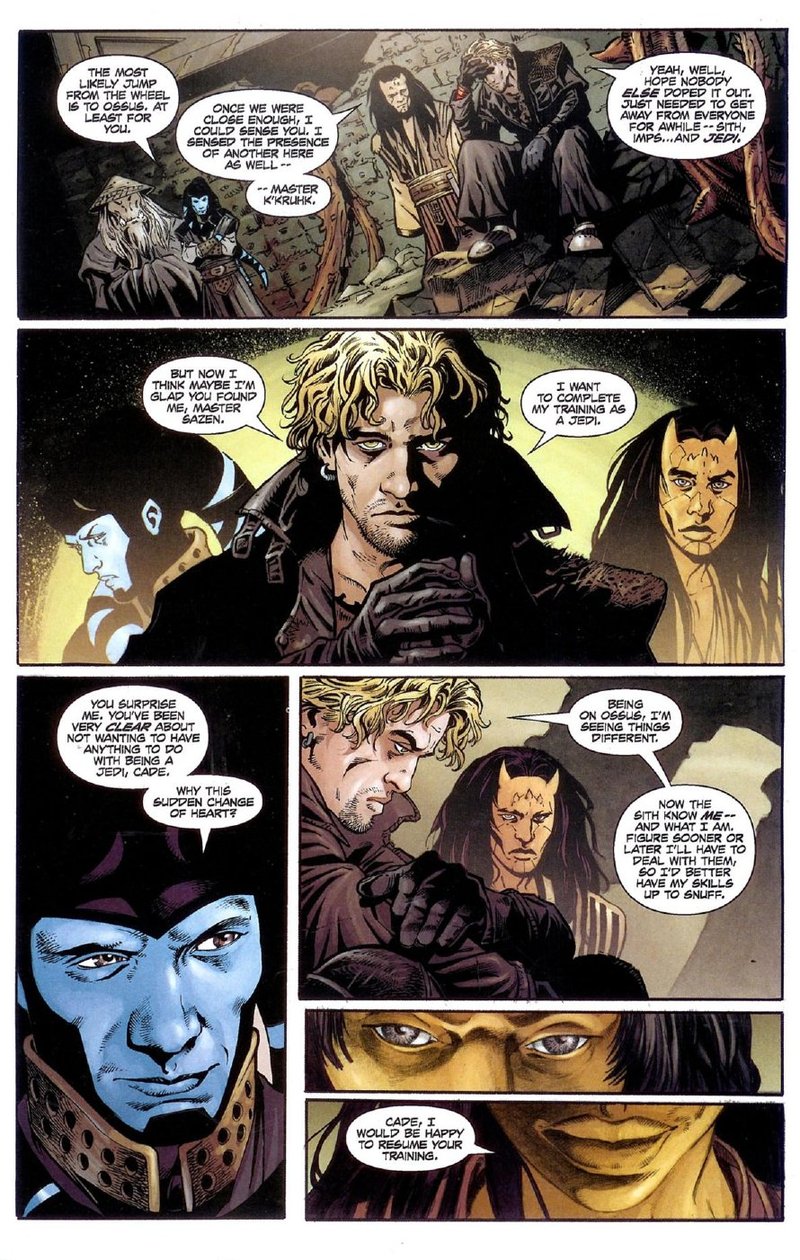 THE MOST
LIKELY JUMP
FROM THE WHEEL
IS TO OSSUS. AT
LEAST FOR
YOU.
ONCE WE WERE
CLOSE ENOUGH, I
COULD SENSE YOU. I
SENSED THE PRESENCE
OF ANOTHER HERE
AS WELL --
-- MASTER
K'KRUHK.
YEAH, WELL,
HOPE NOBODY
ELSE DOPED IT OUT.
JUST NEEDED TO GET
AWAY FROM EVERYONE
FOR AWHILE -- SITH,
IMPS...AND JEDI.
BUT NOW I
THINK MAYBE I'M
GLAD YOU FOUND
ME, MASTER
SAZEN.
I WANT
TO COMPLETE
MY TRAINING AS
A JEDI.
YOU SURPRISE
ME. YOU'VE BEEN
VERY CLEAR ABOUT
NOT WANTING TO HAVE
ANYTHING TO DO
WITH BEING A
JEDI, CADE.
WHY THIS
SUDDEN CHANGE
OF HEART?
BEING
ON OSSUS, I'M
SEEING THINGS
DIFFERENT.
NOW THE
SITH KNOW ME --
AND WHAT I AM.
FIGURE SOONER OR
LATER I'LL HAVE TO
DEAL WITH THEM,
SO I'D BETTER
HAVE MY SKILLS
UP TO SNUFF.
CADE, I
WOULD BE HAPPY
TO RESUME YOUR
TRAINING.